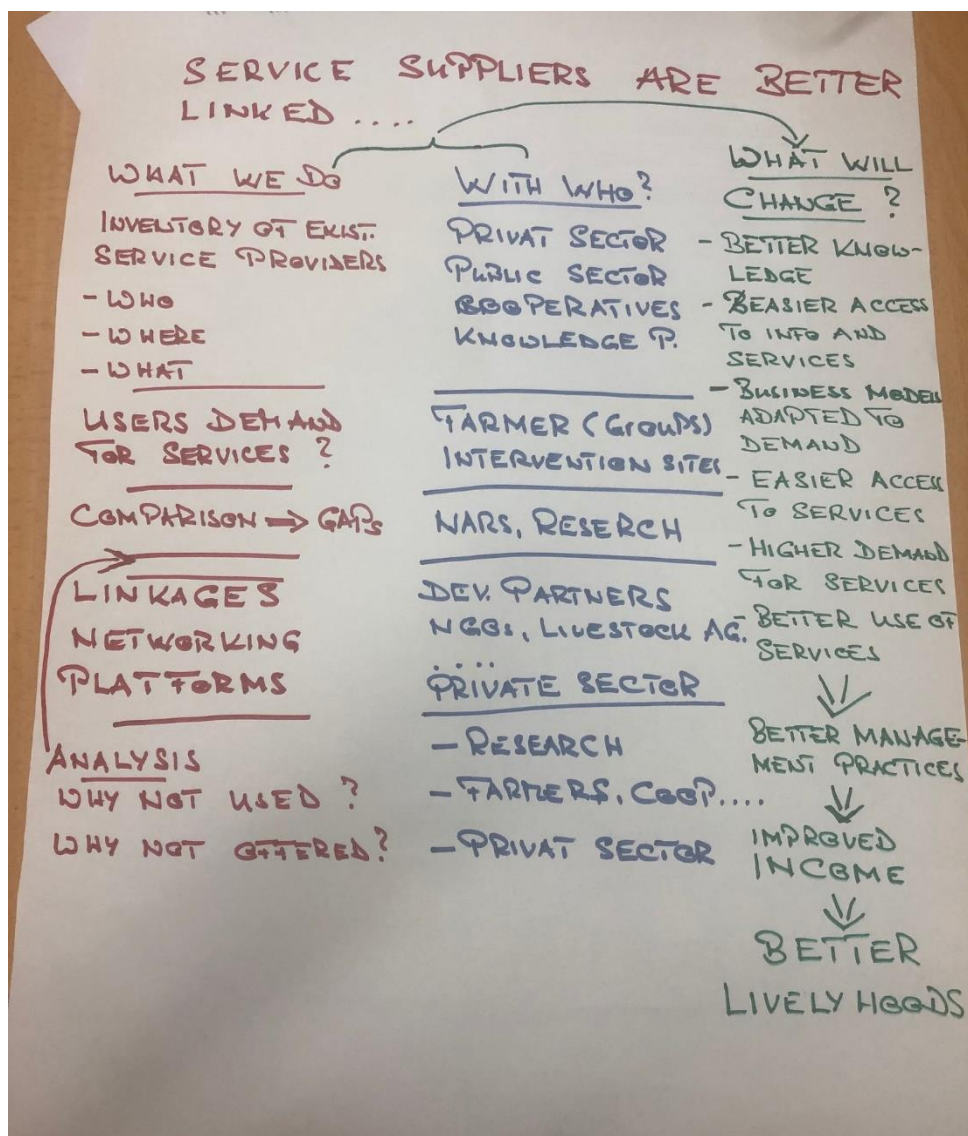 SERVICE SUPPLIERS ARE BETTER
LINKED ....
WHAT WE DO
INVENTORY OF EXIST.
SERVICE PROVIDERS
- WHO
- WHERE
- WHAT
USERS DEMAND
FOR SERVICES ?
COMPARISON ⇒ GAPS
LINKAGES
NETWORKING
PLATFORMS
ANALYSIS
WHY NOT USED ?
WHY NOT OFFERED?
WITH WHO?
PRIVAT SECTOR
PUBLIC SECTOR
COOPERATIVES
KNOWLEDGE P.
FARMER (GROUPS)
INTERVENTION SITES
NARS, RESERCH
DEV. PARTNERS
NGOS, LIVESTOCK AG.
....
PRIVATE SECTOR
- RESEARCH
- FARMERS, COOP....
- PRIVAT SECTOR
WHAT WILL
CHANGE ?
- BETTER KNOW-
LEDGE
- BEASIER ACCESS
TO INFO AND
SERVICES
- BUSINESS MODELS
ADAPTED TO
DEMAND
- EASIER ACCESS
TO SERVICES
- HIGHER DEMAND
FOR SERVICES
- BETTER USE OF
SERVICES
⇓
BETTER MANAGE-
MENT PRACTICES
⇓
IMPROVED
INCOME
⇓
BETTER
LIVELYHOODS